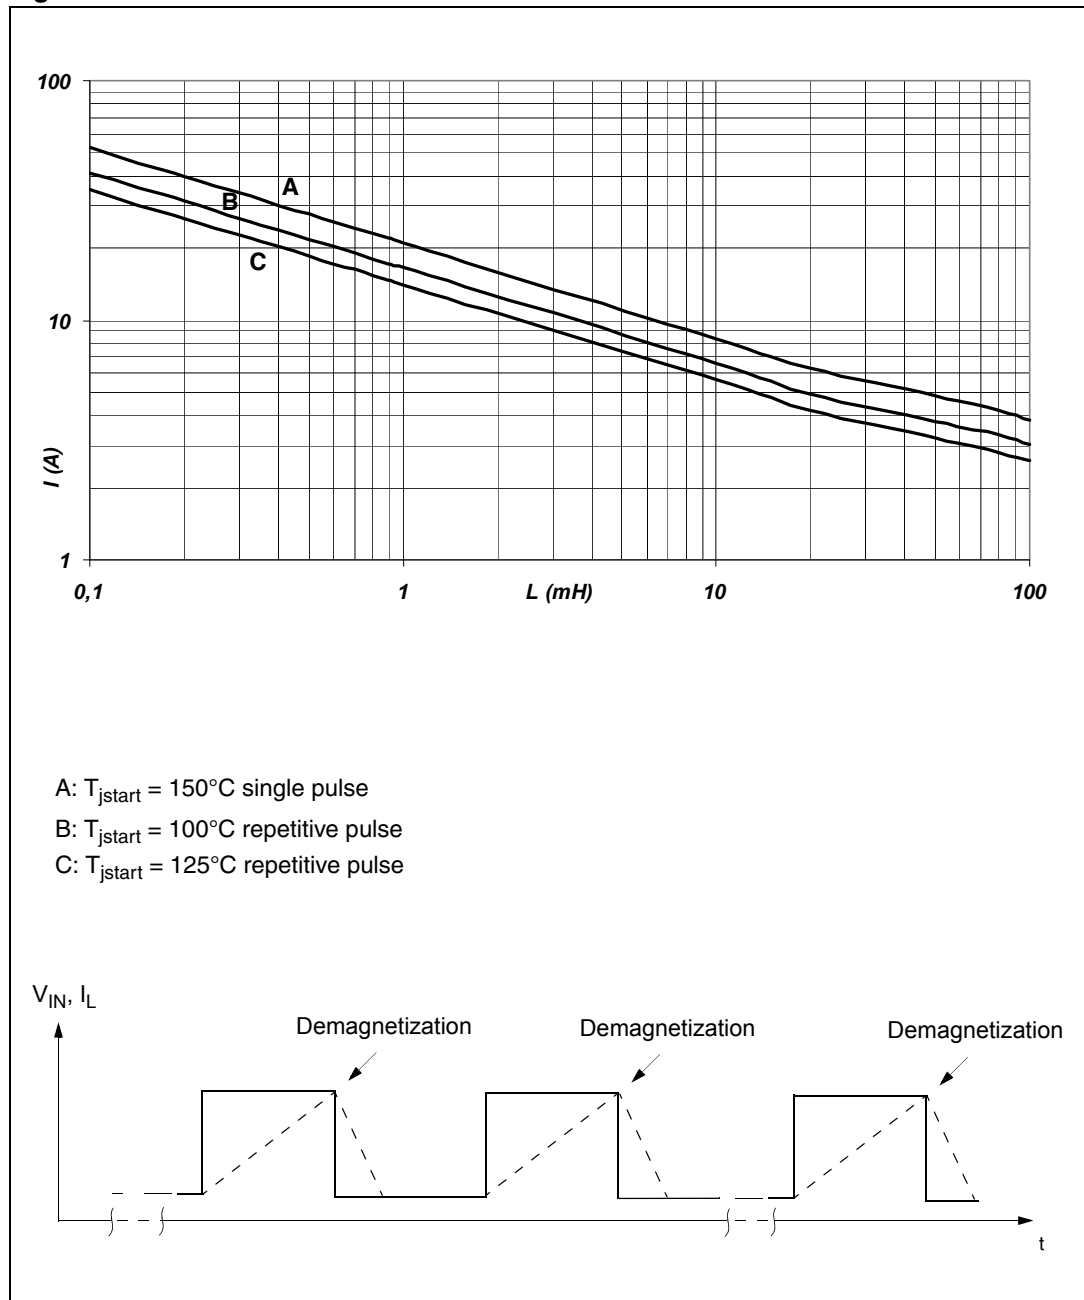 100
A
B
C
10
I (A)
1
0,1
1
L (mH)
10
100
A: Tjstart = 150°C single pulse
B: Tjstart = 100°C repetitive pulse
C: Tjstart = 125°C repetitive pulse
VIN, IL
Demagnetization
Demagnetization
Demagnetization
t